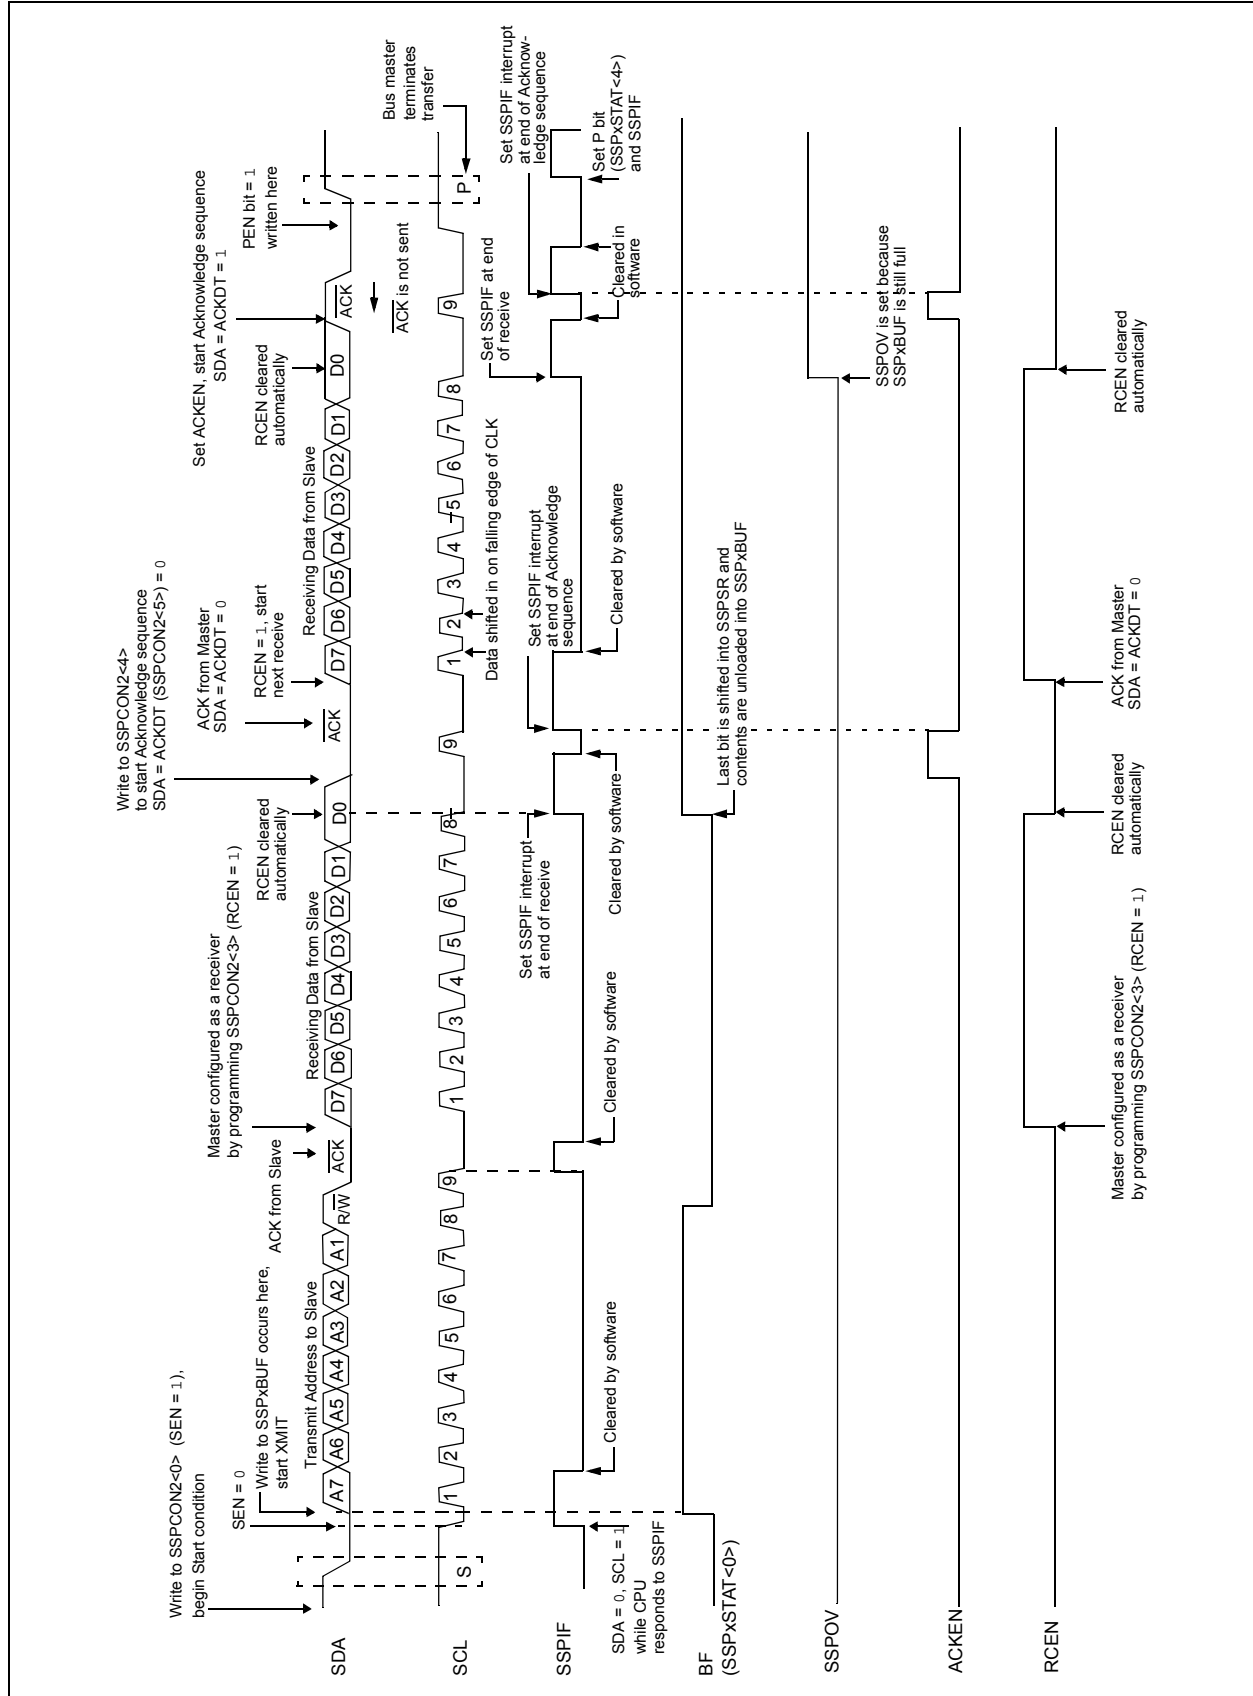 Write to SSPCON2<0> (SEN = 1),
begin Start condition
SEN = 0
Write to SSPxBUF occurs here,
start XMIT
ACK from Slave
Master configured as a receiver
by programming SSPCON2<3> (RCEN = 1)
RCEN cleared
automatically
Write to SSPCON2<4>
to start Acknowledge sequence
SDA = ACKDT (SSPCON2<5>) = 0
ACK from Master
SDA = ACKDT = 0
RCEN = 1, start
next receive
RCEN cleared
automatically
Set ACKEN, start Acknowledge sequence
SDA = ACKDT = 1
PEN bit = 1
written here
Transmit Address to Slave
Receiving Data from Slave
Receiving Data from Slave
SDA
A7 A6 A5 A4 A3 A2 A1 R/W ACK
D7 D6 D5 D4 D3 D2 D1 D0 ACK
D7 D6 D5 D4 D3 D2 D1 D0 ACK
ACK is not sent
Bus master
terminates
transfer
SCL
S 1 2 3 4 5 6 7 8 9
1 2 3 4 5 6 7 8 9
1 2 3 4 5 6 7 8 9 P
Data shifted in on falling edge of CLK
Set SSPIF interrupt
at end of receive
Set SSPIF interrupt
at end of Acknowledge
sequence
Set SSPIF at end
of receive
Set SSPIF interrupt
at end of Acknow-
ledge sequence
SSPIF
SDA = 0, SCL = 1
while CPU
responds to SSPIF
Cleared by software
Cleared by software
Cleared by software
Cleared by software
Cleared in
software
Set P bit
(SSPxSTAT<4>)
and SSPIF
BF
(SSPxSTAT<0>)
Last bit is shifted into SSPSR and
contents are unloaded into SSPxBUF
SSPOV
SSPOV is set because
SSPxBUF is still full
ACKEN
RCEN
Master configured as a receiver
by programming SSPCON2<3> (RCEN = 1)
RCEN cleared
automatically
ACK from Master
SDA = ACKDT = 0
RCEN cleared
automatically